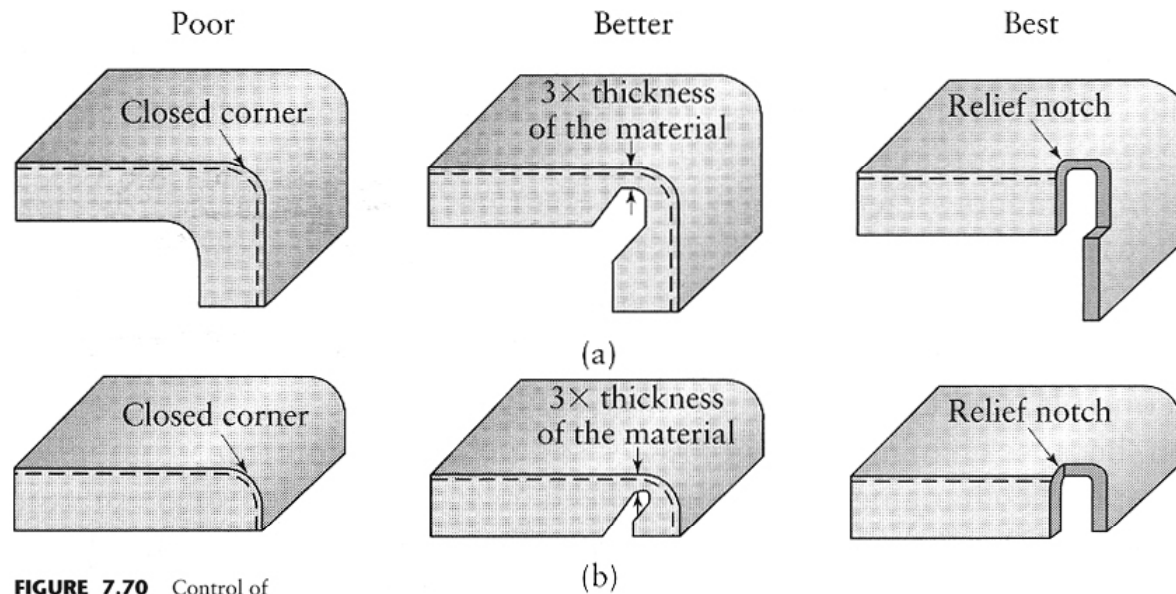 Poor
Better
Best
Closed corner
3× thickness
of the material
Relief notch
(a)
Closed corner
3× thickness
of the material
Relief notch
(b)
FIGURE 7.70 Control of